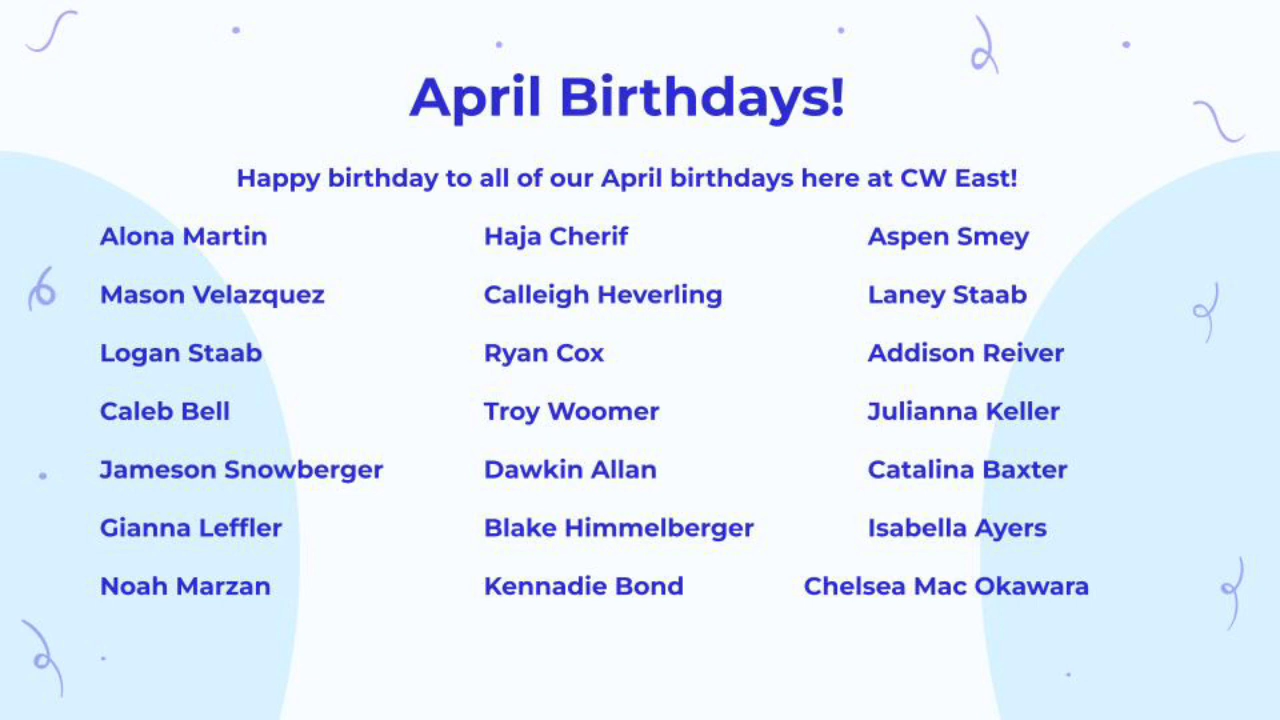 April Birthdays!
Happy birthday to all of our April birthdays here at CW East!
Alona Martin Haja Cherif Aspen Smey
Mason Velazquez Calleigh Heverling Laney Staab
Logan Staab Ryan Cox Addison Reiver
Caleb Bell Troy Woomer Julianna Keller
Jameson Snowberger Dawkin Allan Catalina Baxter
Gianna Leffler Blake Himmelberger Isabella Ayers
Noah Marzan Kennadie Bond Chelsea Mac Okawara